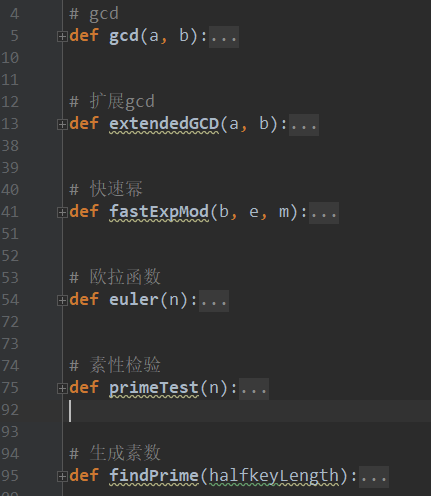 4 # gcd
5 def gcd(a, b):...
10
11
12 # 扩展gcd
13 def extendedGCD(a, b):...
38
39
40 # 快速幂
41 def fastExpMod(b, e, m):...
51
52
53 # 欧拉函数
54 def euler(n):...
72
73
74 # 素性检验
75 def primeTest(n):...
92
93
94 # 生成素数
95 def findPrime(halfkeyLength):...